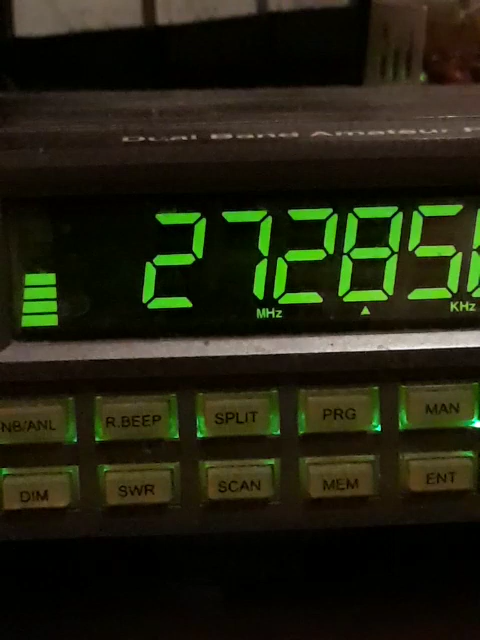 Dual Band Amateur
27285
MHz ▲ KHz
NB/ANL R.BEEP SPLIT PRG MAN
DIM SWR SCAN MEM ENT